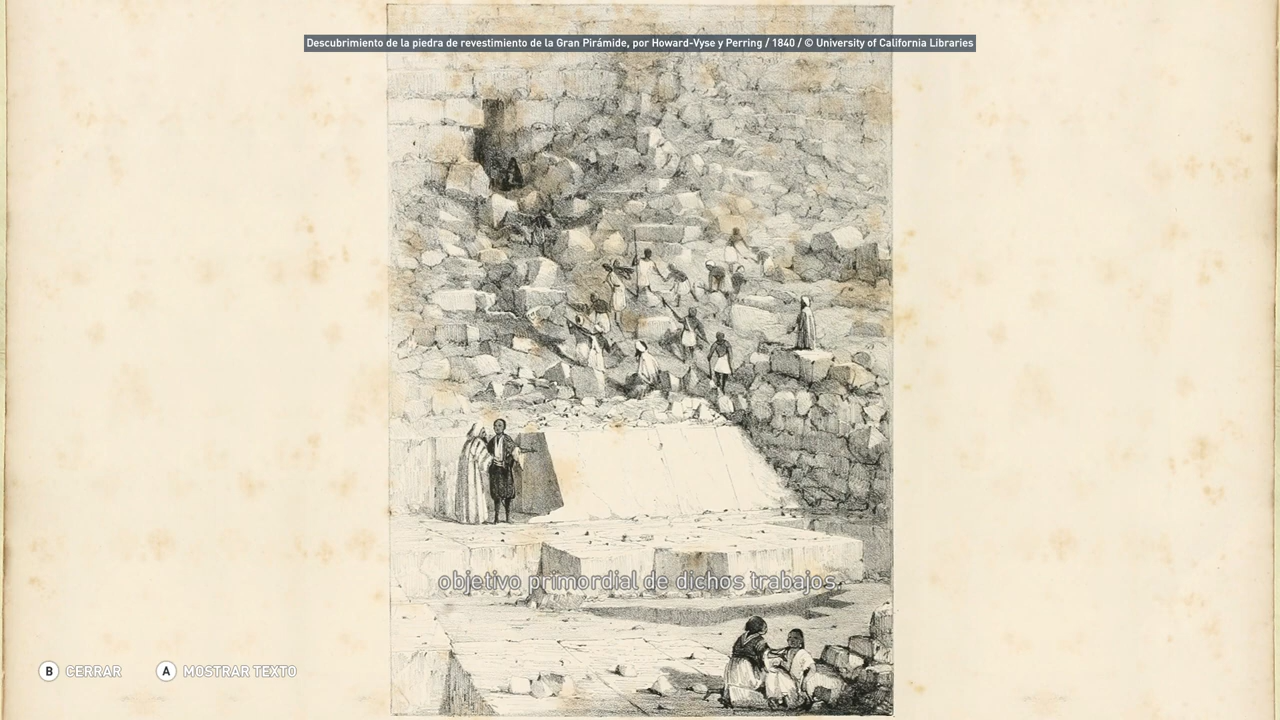 Descubrimiento de la piedra de revestimiento de la Gran Pirámide, por Howard-Vyse y Perring / 1840 / © University of California Libraries
objetivo primordial de dichos trabajos.
B CERRAR A MOSTRAR TEXTO